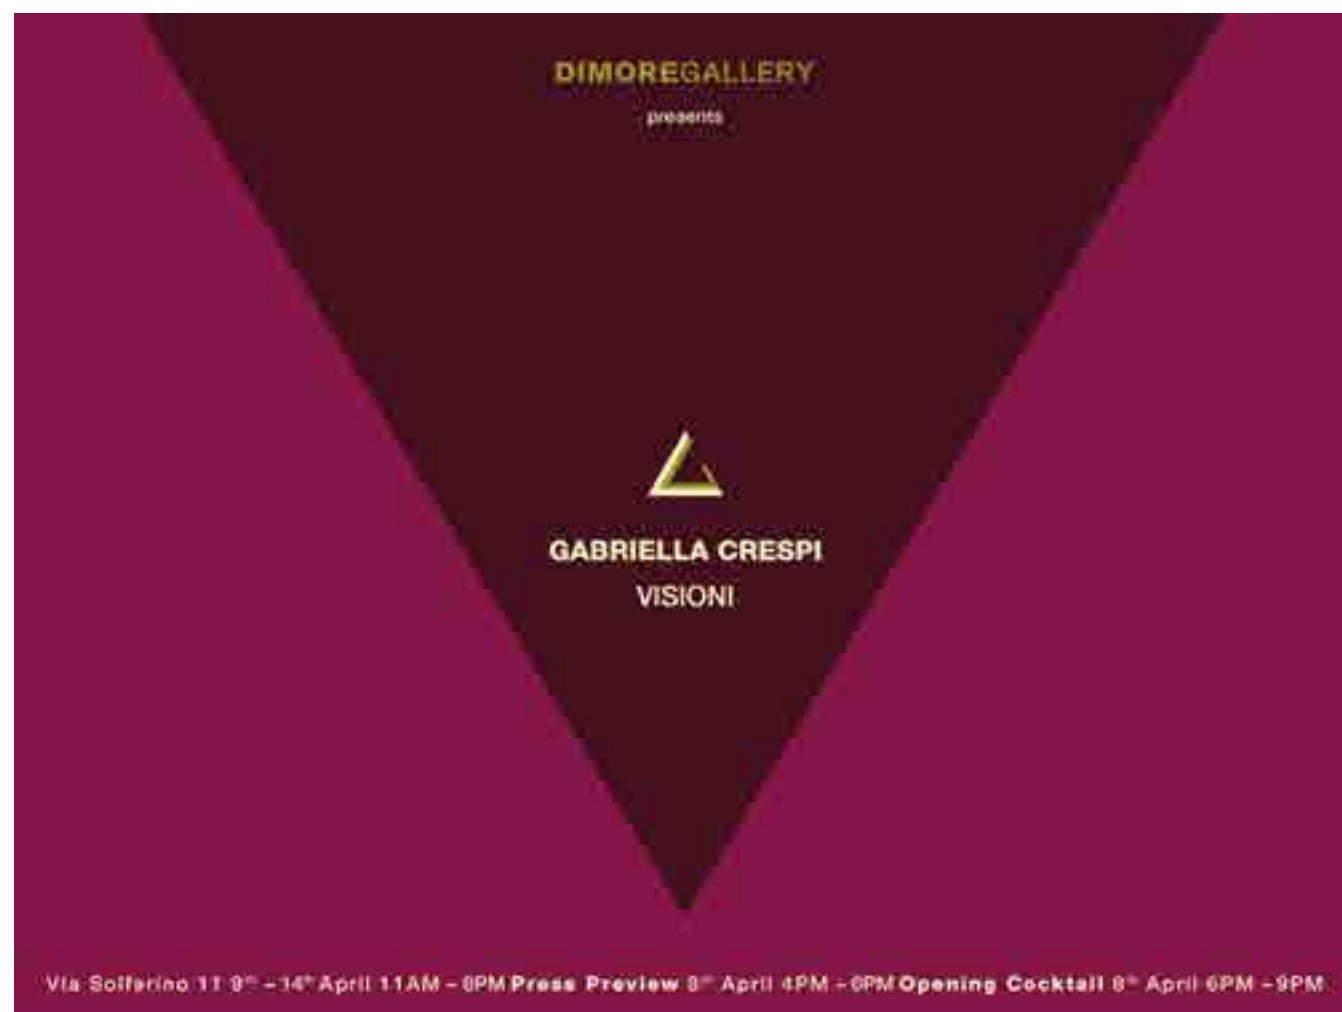 DIMOREGALLERY
presents
GABRIELLA CRESPI
VISIONI
Via Solferino 11 9th – 14th April 11AM – 8PM Press Preview 8th April 4PM – 6PM Opening Cocktail 8th April 6PM – 9PM